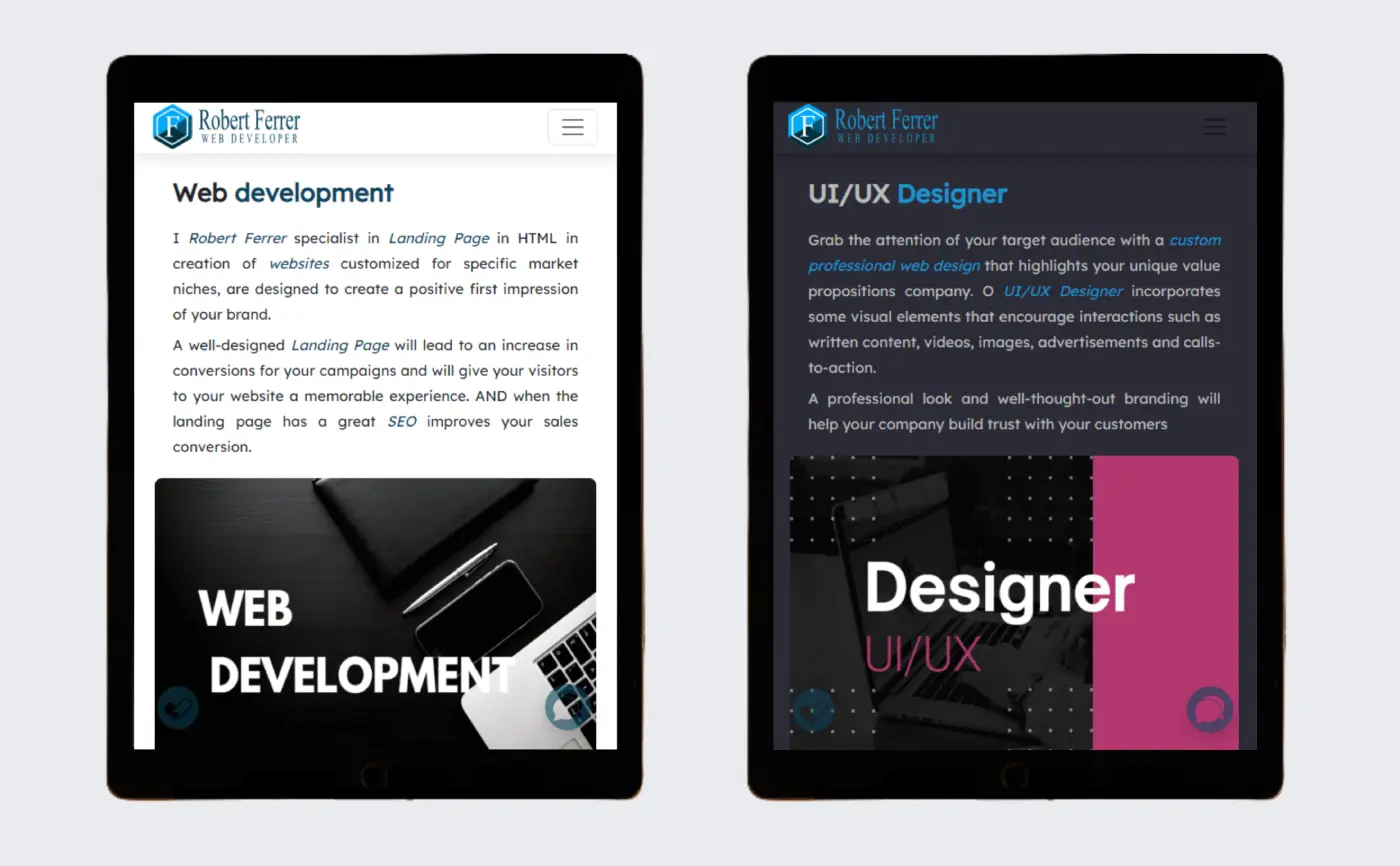 F Robert Ferrer
WEB DEVELOPER
Web development
I Robert Ferrer specialist in Landing Page in HTML in
creation of websites customized for specific market
niches, are designed to create a positive first impression
of your brand.
A well-designed Landing Page will lead to an increase in
conversions for your campaigns and will give your visitors
to your website a memorable experience. AND when the
landing page has a great SEO improves your sales
conversion.
WEB
DEVELOPMENT
F Robert Ferrer
WEB DEVELOPER
UI/UX Designer
Grab the attention of your target audience with a custom
professional web design that highlights your unique value
propositions company. O UI/UX Designer incorporates
some visual elements that encourage interactions such as
written content, videos, images, advertisements and calls-
to-action.
A professional look and well-thought-out branding will
help your company build trust with your customers
Designer
UI/UX